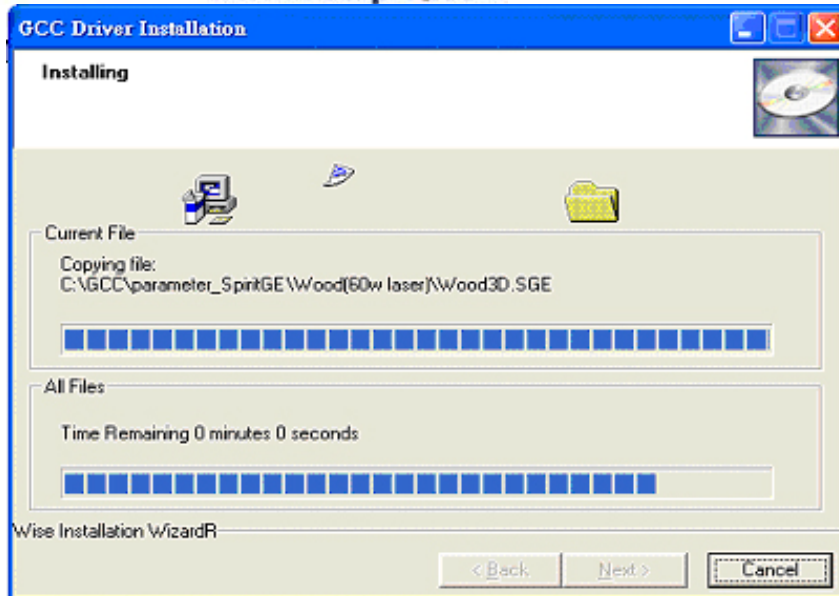 GCC Driver Installation
Installing
Current File
Copying file:
C:\GCC\parameter_SpiritGE\Wood(60w laser)\Wood3D.SGE
All Files
Time Remaining 0 minutes 0 seconds
Wise Installation WizardR
< Back
Next >
Cancel